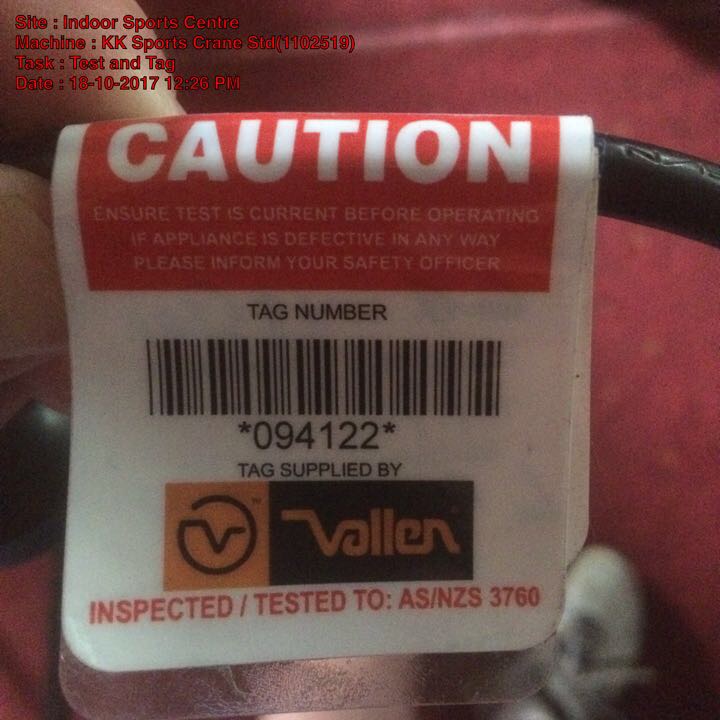 Site : Indoor Sports Centre
Machine : KK Sports Crane Std(1102519)
Task : Test and Tag
Date : 18-10-2017 12:26 PM
CAUTION
ENSURE TEST IS CURRENT BEFORE OPERATING
IF APPLIANCE IS DEFECTIVE IN ANY WAY
PLEASE INFORM YOUR SAFETY OFFICER
TAG NUMBER
*094122*
TAG SUPPLIED BY
V™ Vallen
INSPECTED / TESTED TO: AS/NZS 3760